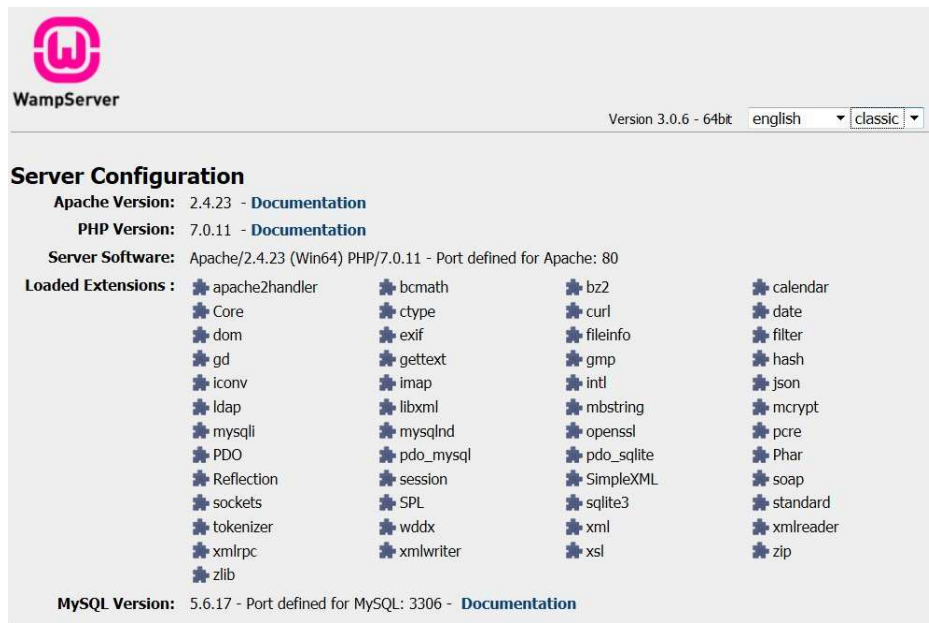 WampServer
Version 3.0.6 - 64bit english classic
Server Configuration
Apache Version: 2.4.23 - Documentation
PHP Version: 7.0.11 - Documentation
Server Software: Apache/2.4.23 (Win64) PHP/7.0.11 - Port defined for Apache: 80
Loaded Extensions : apache2handler bcmath bz2 calendar
Core ctype curl date
dom exif fileinfo filter
gd gettext gmp hash
iconv imap intl json
ldap libxml mbstring mcrypt
mysqli mysqlnd openssl pcre
PDO pdo_mysql pdo_sqlite Phar
Reflection session SimpleXML soap
sockets SPL sqlite3 standard
tokenizer wddx xml xmlreader
xmlrpc xmlwriter xsl zip
zlib
MySQL Version: 5.6.17 - Port defined for MySQL: 3306 - Documentation